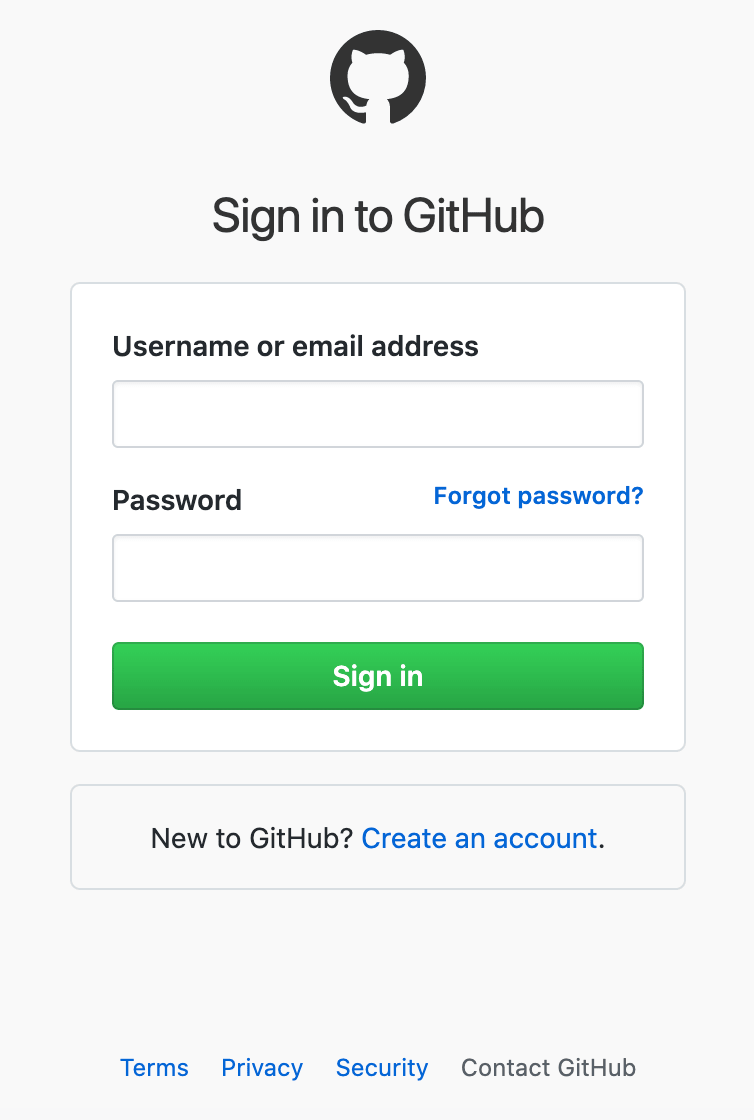 Sign in to GitHub
Username or email address
Password Forgot password?
Sign in
New to GitHub? Create an account.
Terms Privacy Security Contact GitHub